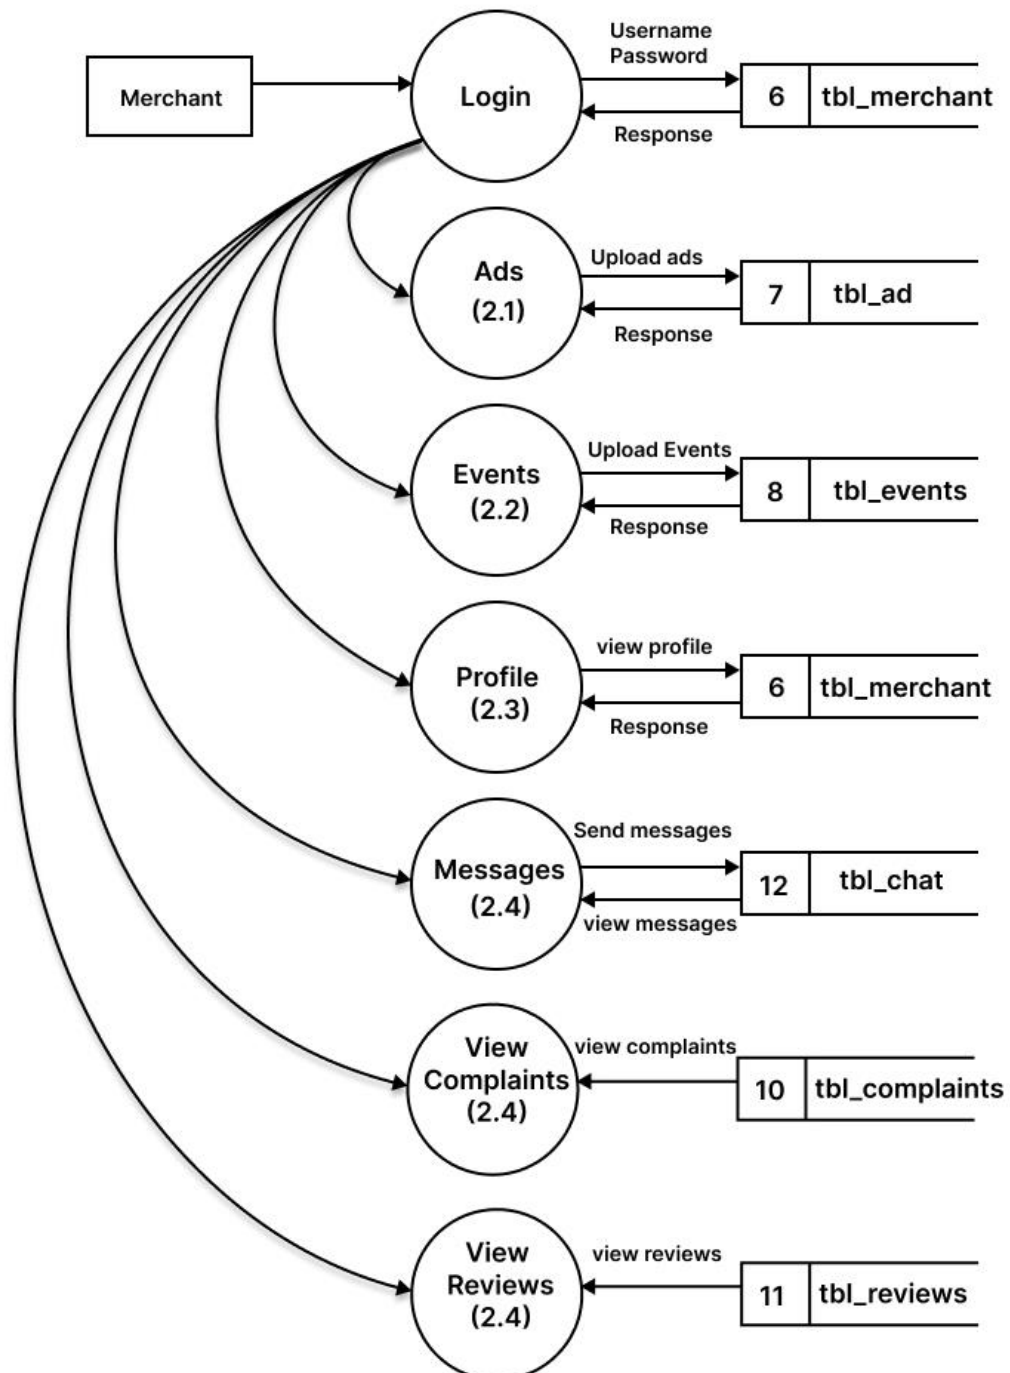 Merchant
Login
Username
Password
Response
6
tbl_merchant
Ads
(2.1)
Upload ads
Response
7
tbl_ad
Events
(2.2)
Upload Events
Response
8
tbl_events
Profile
(2.3)
view profile
Response
6
tbl_merchant
Messages
(2.4)
Send messages
view messages
12
tbl_chat
View
Complaints
(2.4)
view complaints
10
tbl_complaints
View
Reviews
(2.4)
view reviews
11
tbl_reviews